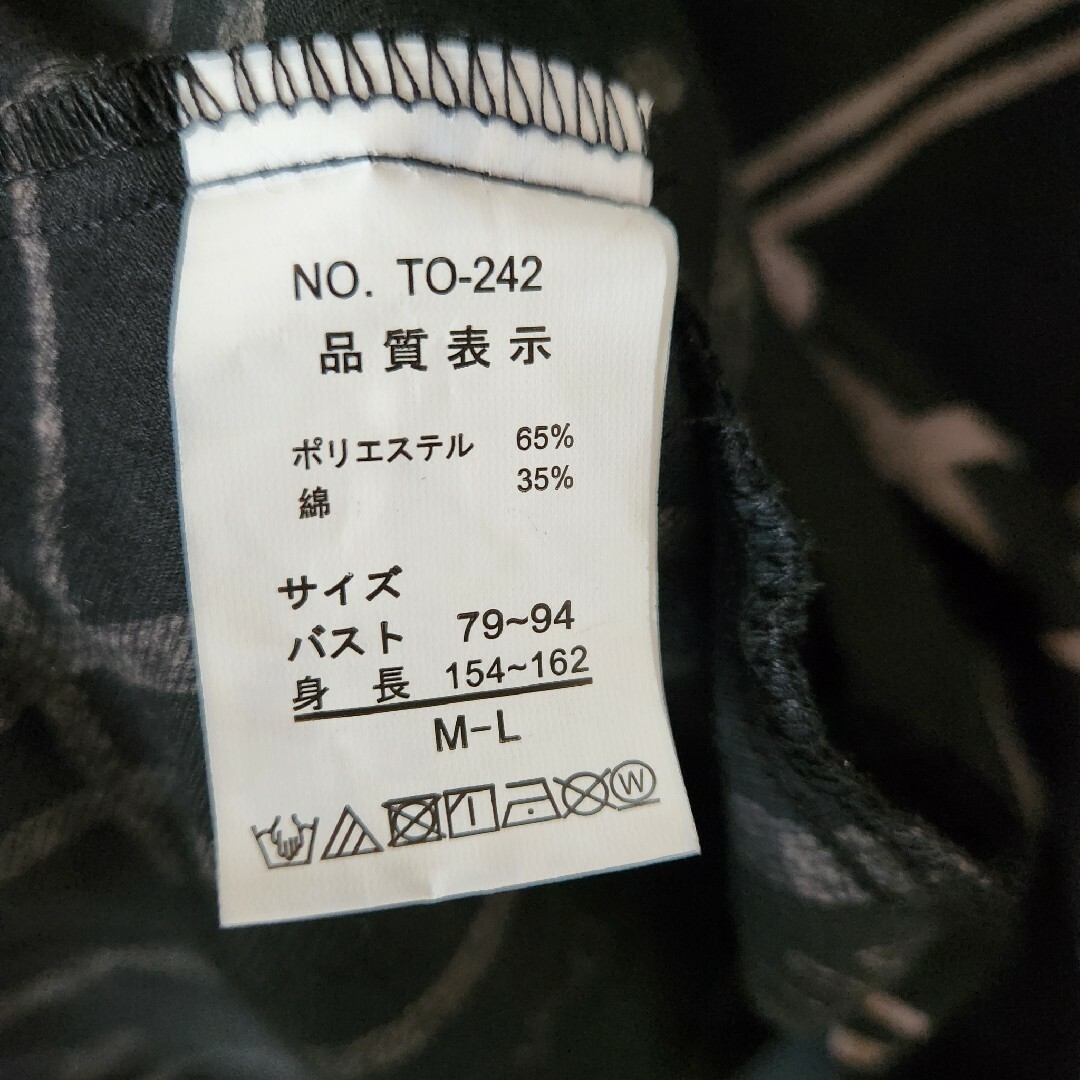 NO. TO-242
品質表示
ポリエステル 65%
綿 35%
サイズ
バスト 79~94
身 長 154~162
M-L
W